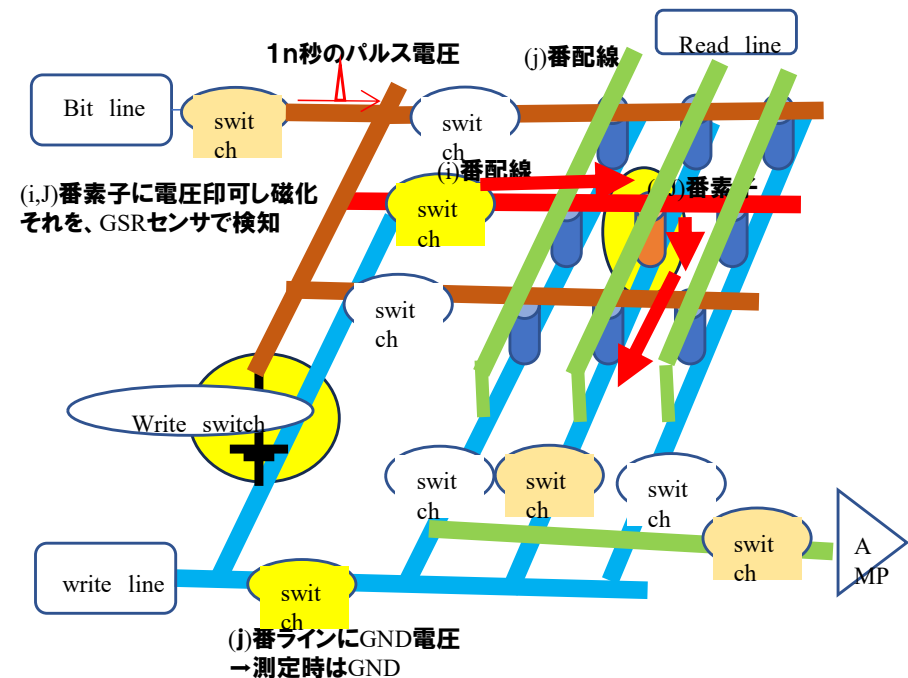 1n秒のパルス電圧
(j)番配線
Read line
Bit line
swit
ch
swit
ch
(i)番配線
(i,J)番素子に電圧印可し磁化
それを、GSRセンサで検知
swit
ch
番素子
swit
ch
Write switch
swit
ch
swit
ch
swit
ch
swit
ch
A
MP
write line
swit
ch
(j)番ラインにGND電圧
→測定時はGND